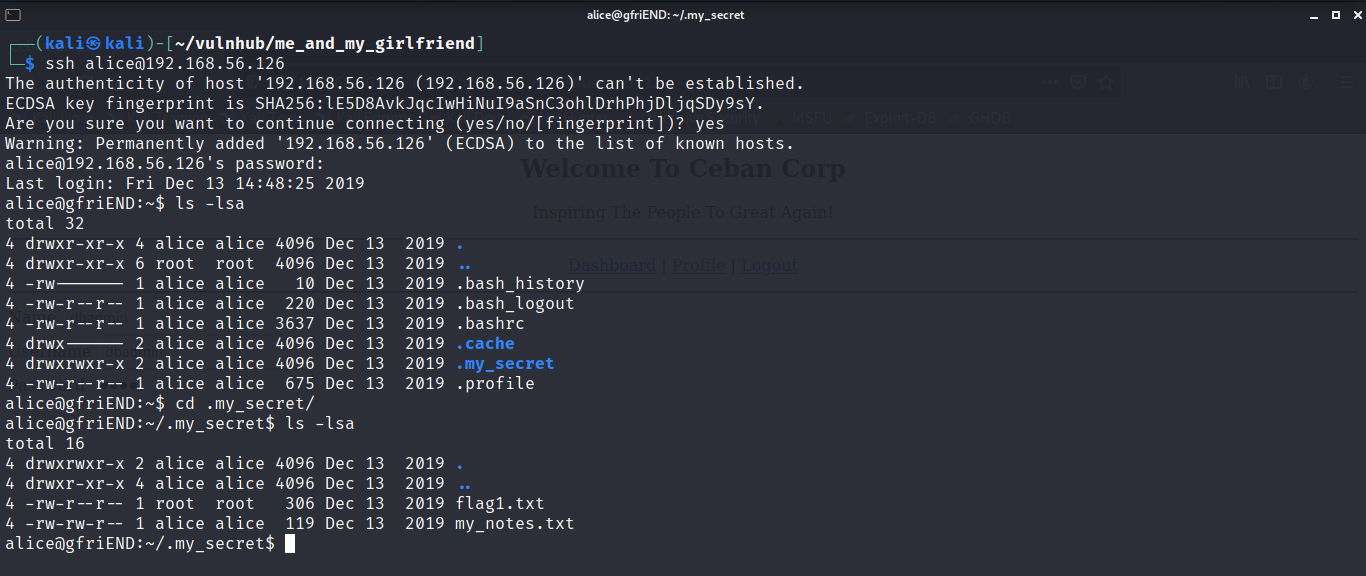 alice@gfriEND: ~/.my_secret
(kali㉿kali)-[~/vulnhub/me_and_my_girlfriend]
$ ssh alice@192.168.56.126
The authenticity of host '192.168.56.126 (192.168.56.126)' can't be established.
ECDSA key fingerprint is SHA256:lE5D8AvkJqcIwHiNuI9aSnC3ohlDrhPhjDljqSDy9sY.
Are you sure you want to continue connecting (yes/no/[fingerprint])? yes
MSFU Exploit-DB GHDB
Warning: Permanently added '192.168.56.126' (ECDSA) to the list of known hosts.
alice@192.168.56.126's password:
Welcome To Ceban Corp
Last login: Fri Dec 13 14:48:25 2019
alice@gfriEND:~$ ls -lsa
Inspiring The People To Great Again!
total 32
4 drwxr-xr-x 4 alice alice 4096 Dec 13  2019 .
4 drwxr-xr-x 6 root  root  4096 Dec 13  2019 ..
Dashboard | Profile | Logout
4 -rw------- 1 alice alice   10 Dec 13  2019 .bash_history
4 -rw-r--r-- 1 alice alice  220 Dec 13  2019 .bash_logout
4 -rw-r--r-- 1 alice alice 3637 Dec 13  2019 .bashrc
4 drwx------ 2 alice alice 4096 Dec 13  2019 .cache
4 drwxrwxr-x 2 alice alice 4096 Dec 13  2019 .my_secret
4 -rw-r--r-- 1 alice alice  675 Dec 13  2019 .profile
alice@gfriEND:~$ cd .my_secret/
alice@gfriEND:~/.my_secret$ ls -lsa
total 16
4 drwxrwxr-x 2 alice alice 4096 Dec 13  2019 .
4 drwxr-xr-x 4 alice alice 4096 Dec 13  2019 ..
4 -rw-r--r-- 1 root  root   306 Dec 13  2019 flag1.txt
4 -rw-rw-r-- 1 alice alice  119 Dec 13  2019 my_notes.txt
alice@gfriEND:~/.my_secret$